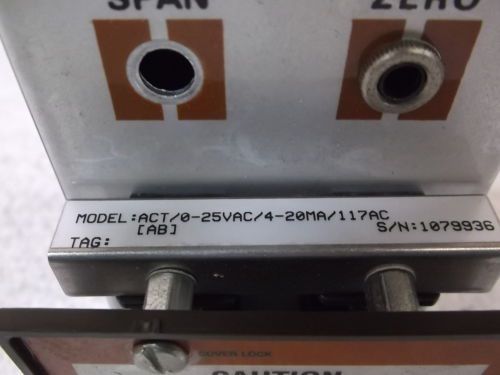 SPAN ZERO
MODEL:ACT/0-25VAC/4-20MA/117AC
[AB] S/N:1079936
TAG:
COVER LOCK
CAUTION